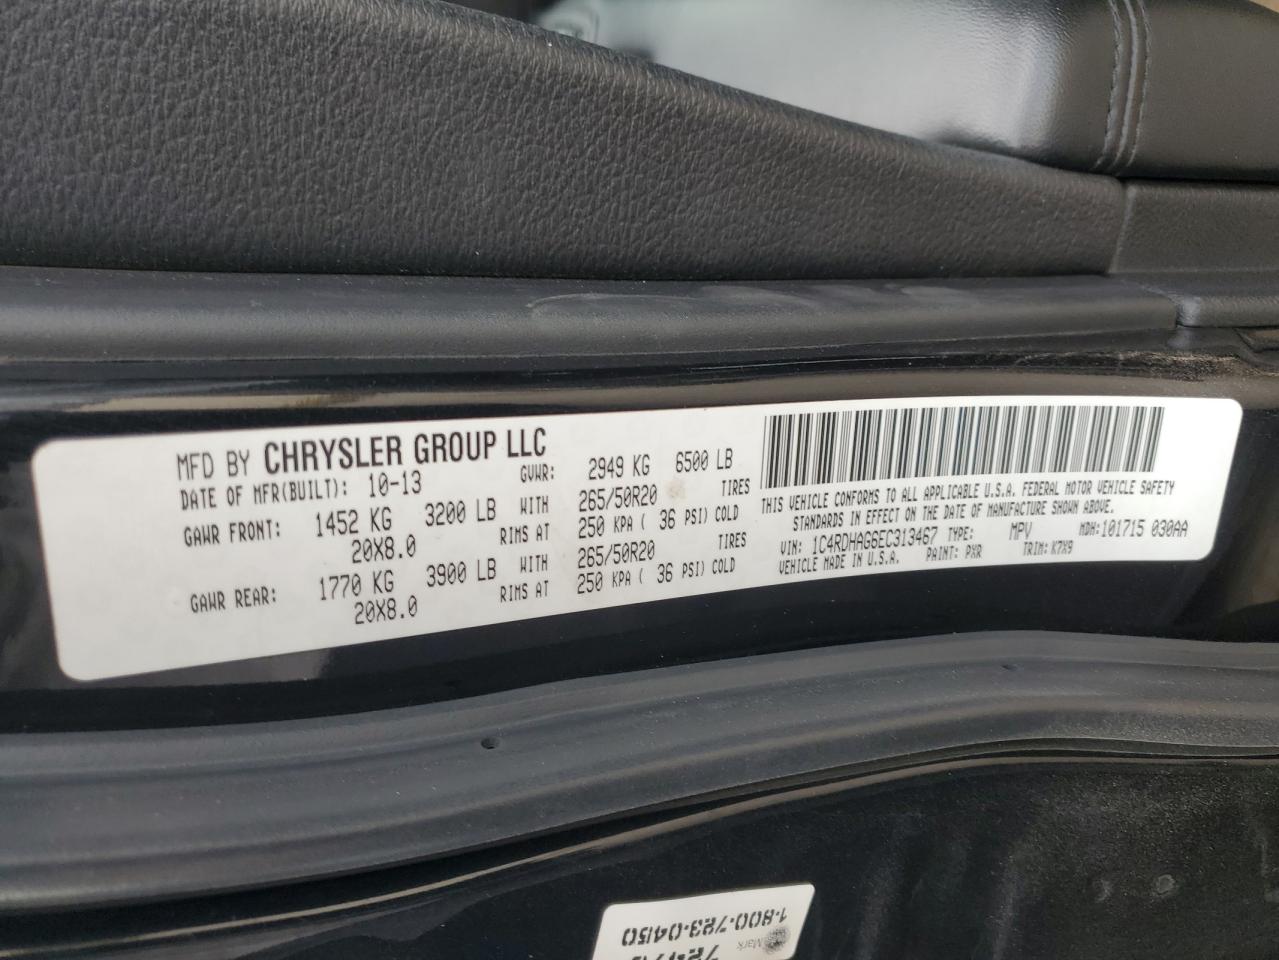 MFD BY CHRYSLER GROUP LLC
DATE OF MFR(BUILT): 10-13 GVWR: 2949 KG 6500 LB
GAWR FRONT: 1452 KG 3200 LB WITH 265/50R20 TIRES
20X8.0 RIMS AT 250 KPA ( 36 PSI) COLD
GAWR REAR: 1770 KG 3900 LB WITH 265/50R20 TIRES
20X8.0 RIMS AT 250 KPA ( 36 PSI) COLD
THIS VEHICLE CONFORMS TO ALL APPLICABLE U.S.A. FEDERAL MOTOR VEHICLE SAFETY
STANDARDS IN EFFECT ON THE DATE OF MANUFACTURE SHOWN ABOVE.
VIN: 1C4RDHAG6EC313467 TYPE: MPV MDH:101715 030AA
VEHICLE MADE IN U.S.A. PAINT: PXR TRIM: K7X9
Mark
1-800-723-0450